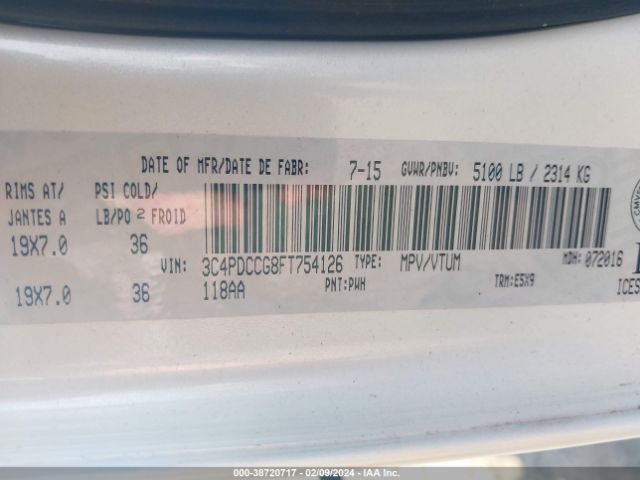 DATE OF MFR/DATE DE FABR: 7-15 GVWR/PNBV: 5100 LB / 2314 KG
RIMS AT/ PSI COLD/
JANTES A LB/PO 2 FROID
19X7.0 36
VIN: 3C4PDCCG8FT754126 TYPE: MPV/VTUM MDH: 072016
19X7.0 36 118AA PNT:PWH TRM:E5X9
ICES
000-38720717 - 02/09/2024 - IAA Inc.